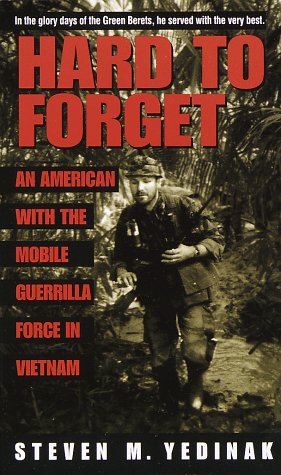 In the glory days of the Green Berets, he served with the very best.
HARD TO
FORGET
AN AMERICAN
WITH THE
MOBILE
GUERRILLA
FORCE IN
VIETNAM
STEVEN M. YEDINAK